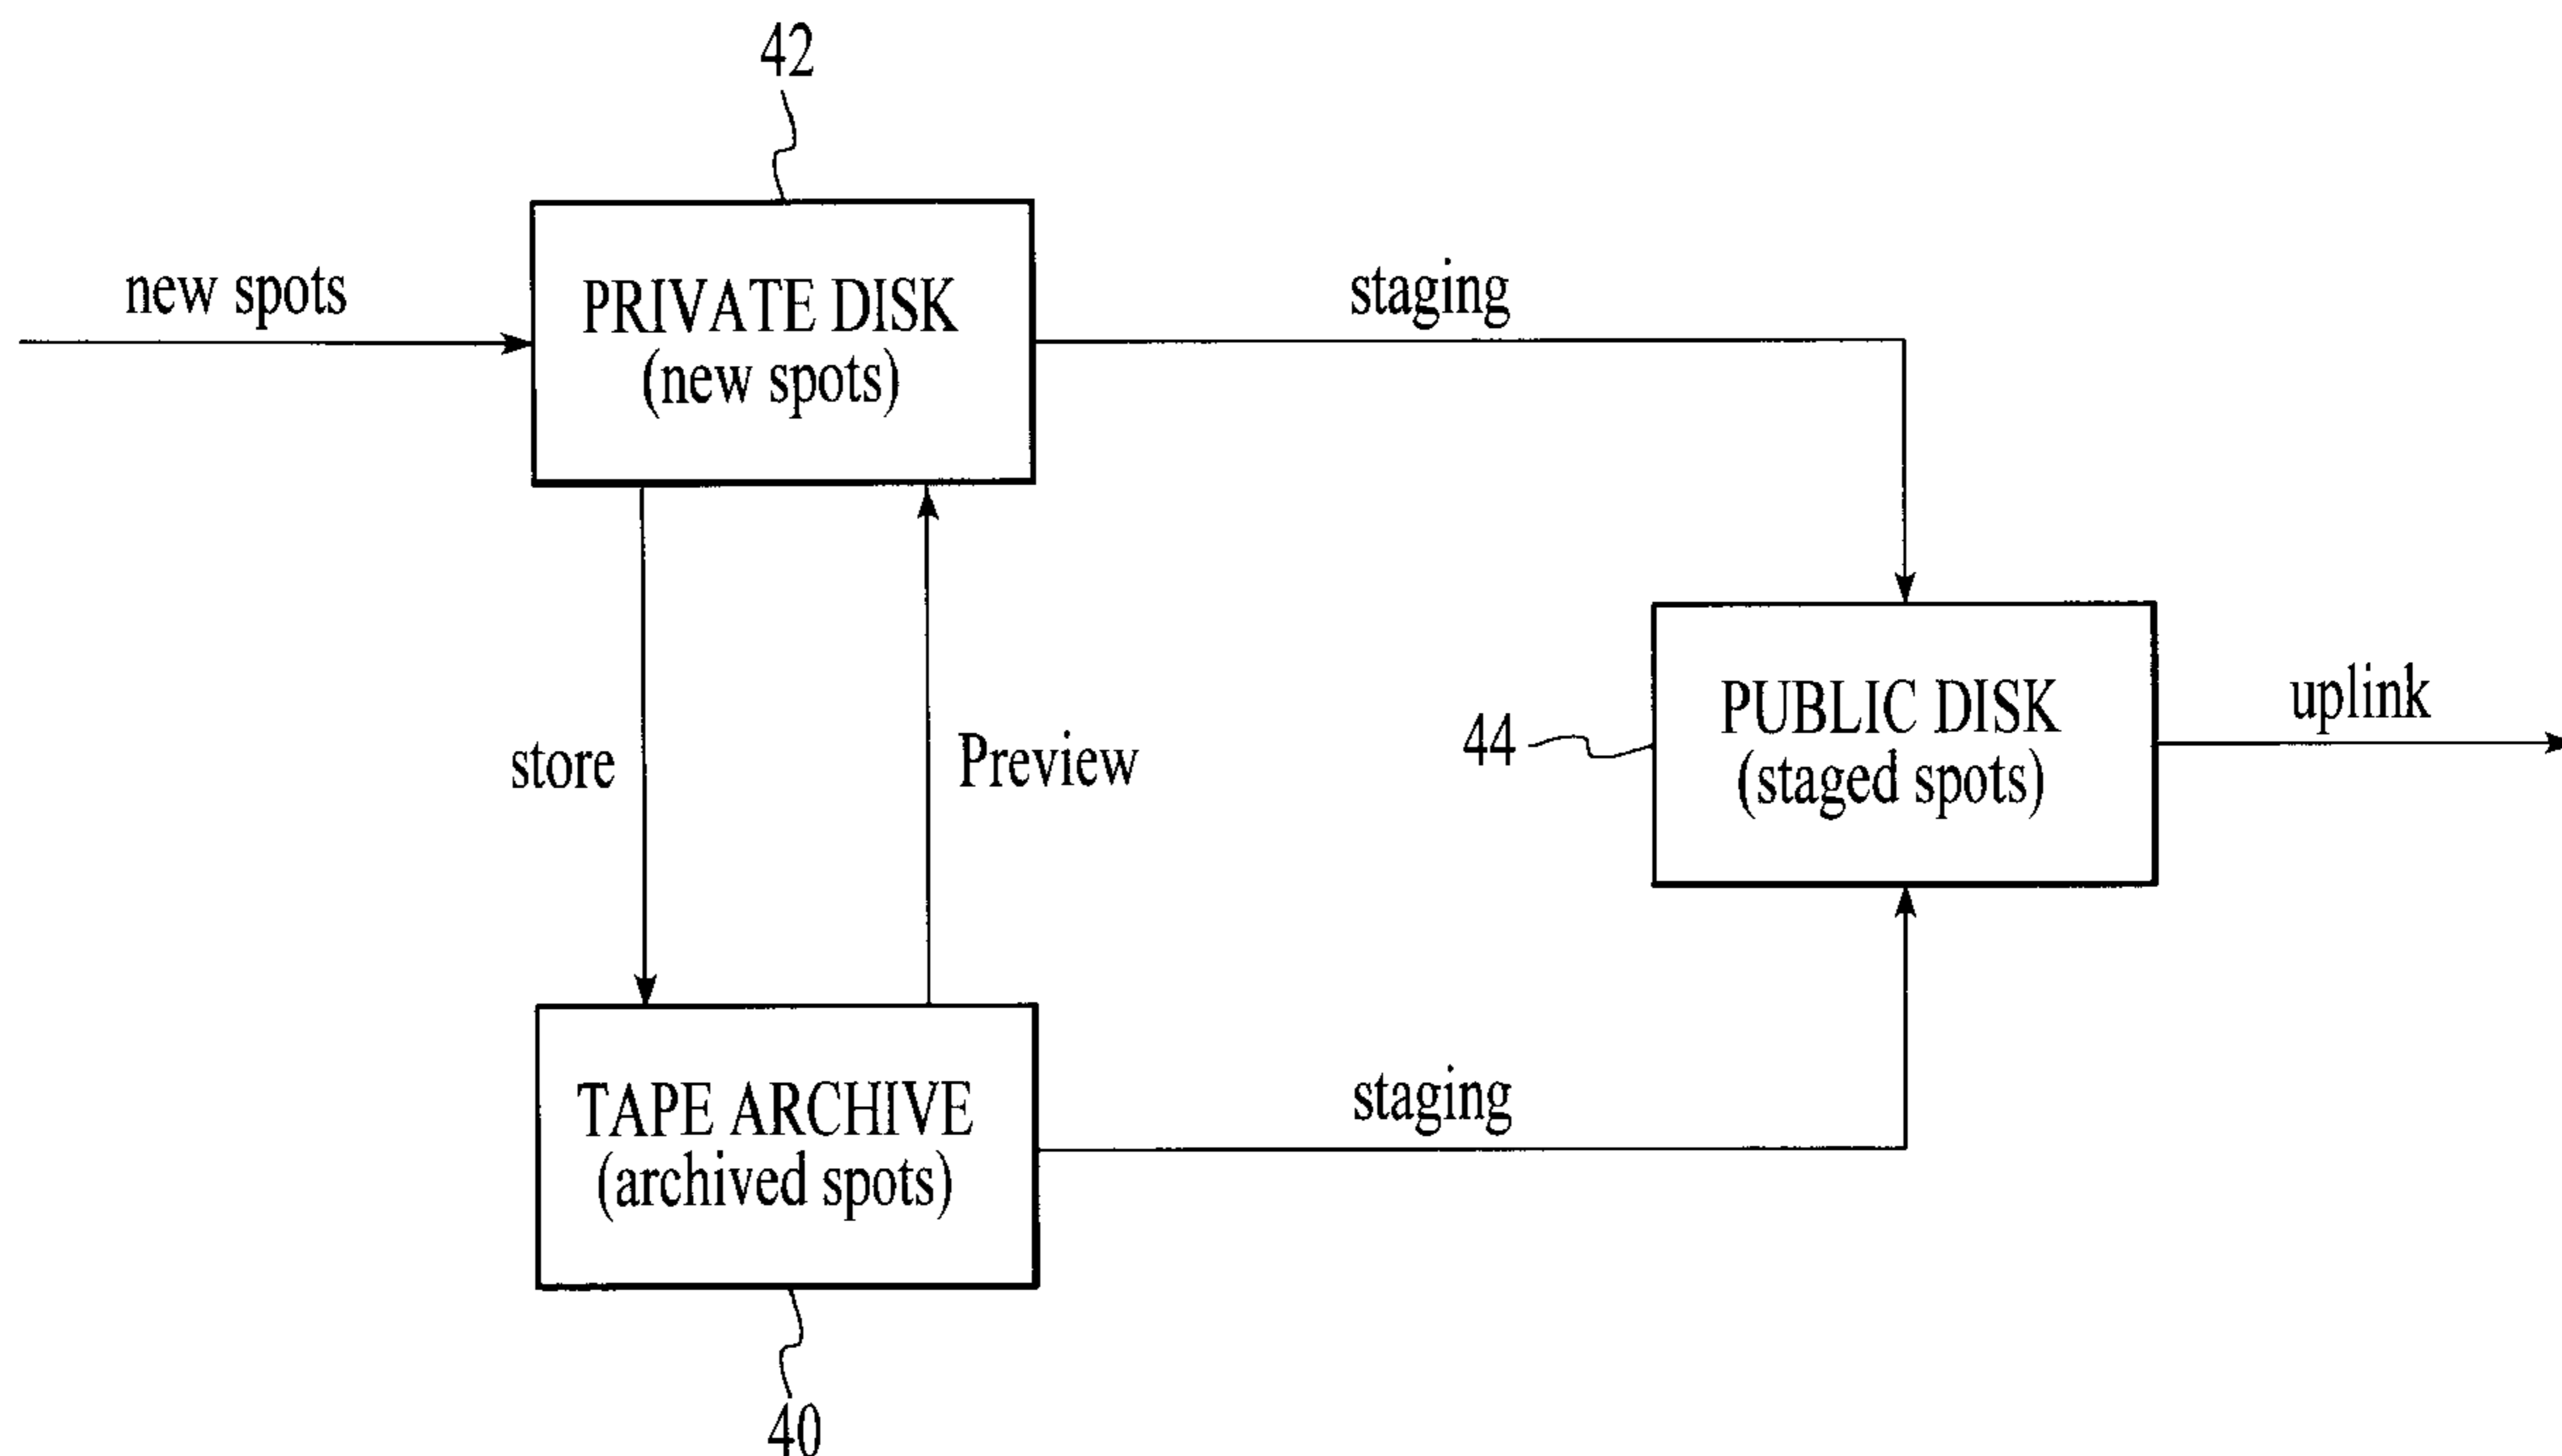 42
new spots
PRIVATE DISK
(new spots)
staging
store
Preview
44
PUBLIC DISK
(staged spots)
uplink
TAPE ARCHIVE
(archived spots)
staging
40